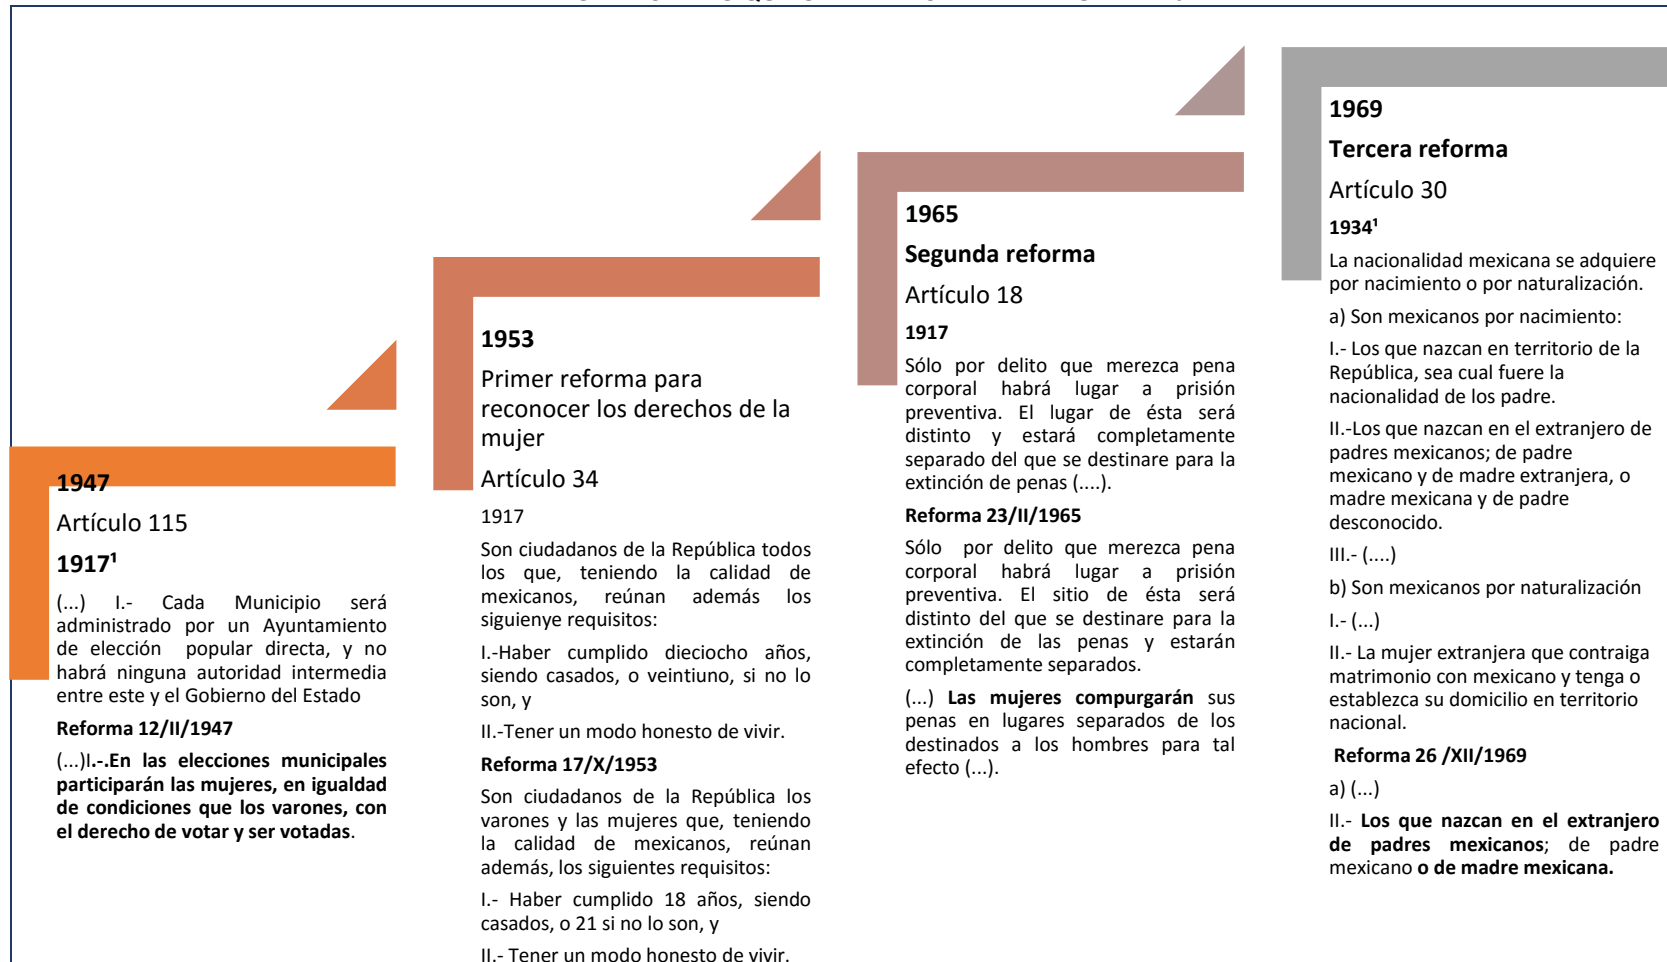 1947
Artículo 115
1917¹
(...) I.- Cada Municipio será
administrado por un Ayuntamiento
de elección popular directa, y no
habrá ninguna autoridad intermedia
entre este y el Gobierno del Estado
Reforma 12/II/1947
(...)I.-.En las elecciones municipales
participarán las mujeres, en igualdad
de condiciones que los varones, con
el derecho de votar y ser votadas.
1953
Primer reforma para
reconocer los derechos de la
mujer
Artículo 34
1917
Son ciudadanos de la República todos
los que, teniendo la calidad de
mexicanos, reúnan además los
siguienye requisitos:
I.-Haber cumplido dieciocho años,
siendo casados, o veintiuno, si no lo
son, y
II.-Tener un modo honesto de vivir.
Reforma 17/X/1953
Son ciudadanos de la República los
varones y las mujeres que, teniendo
la calidad de mexicanos, reúnan
además, los siguientes requisitos:
I.- Haber cumplido 18 años, siendo
casados, o 21 si no lo son, y
II.- Tener un modo honesto de vivir.
1965
Segunda reforma
Artículo 18
1917
Sólo por delito que merezca pena
corporal habrá lugar a prisión
preventiva. El lugar de ésta será
distinto y estará completamente
separado del que se destinare para la
extinción de penas (....).
Reforma 23/II/1965
Sólo por delito que merezca pena
corporal habrá lugar a prisión
preventiva. El sitio de ésta será
distinto del que se destinare para la
extinción de las penas y estarán
completamente separados.
(...) Las mujeres compurgarán sus
penas en lugares separados de los
destinados a los hombres para tal
efecto (...).
1969
Tercera reforma
Artículo 30
1934¹
La nacionalidad mexicana se adquiere
por nacimiento o por naturalización.
a) Son mexicanos por nacimiento:
I.- Los que nazcan en territorio de la
República, sea cual fuere la
nacionalidad de los padre.
II.-Los que nazcan en el extranjero de
padres mexicanos; de padre
mexicano y de madre extranjera, o
madre mexicana y de padre
desconocido.
III.- (....)
b) Son mexicanos por naturalización
I.- (...)
II.- La mujer extranjera que contraiga
matrimonio con mexicano y tenga o
establezca su domicilio en territorio
nacional.
Reforma 26 /XII/1969
a) (...)
II.- Los que nazcan en el extranjero
de padres mexicanos; de padre
mexicano o de madre mexicana.